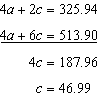 4a + 2c = 325.94
4a + 6c = 513.90
4c = 187.96
c = 46.99